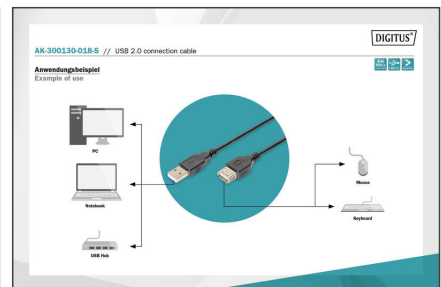 DIGITUS®
AK-300130-018-S // USB 2.0 connection cable
Anwendungsbeispiel
Example of use
PC
Notebook
USB Hub
Mouse
Keyboard